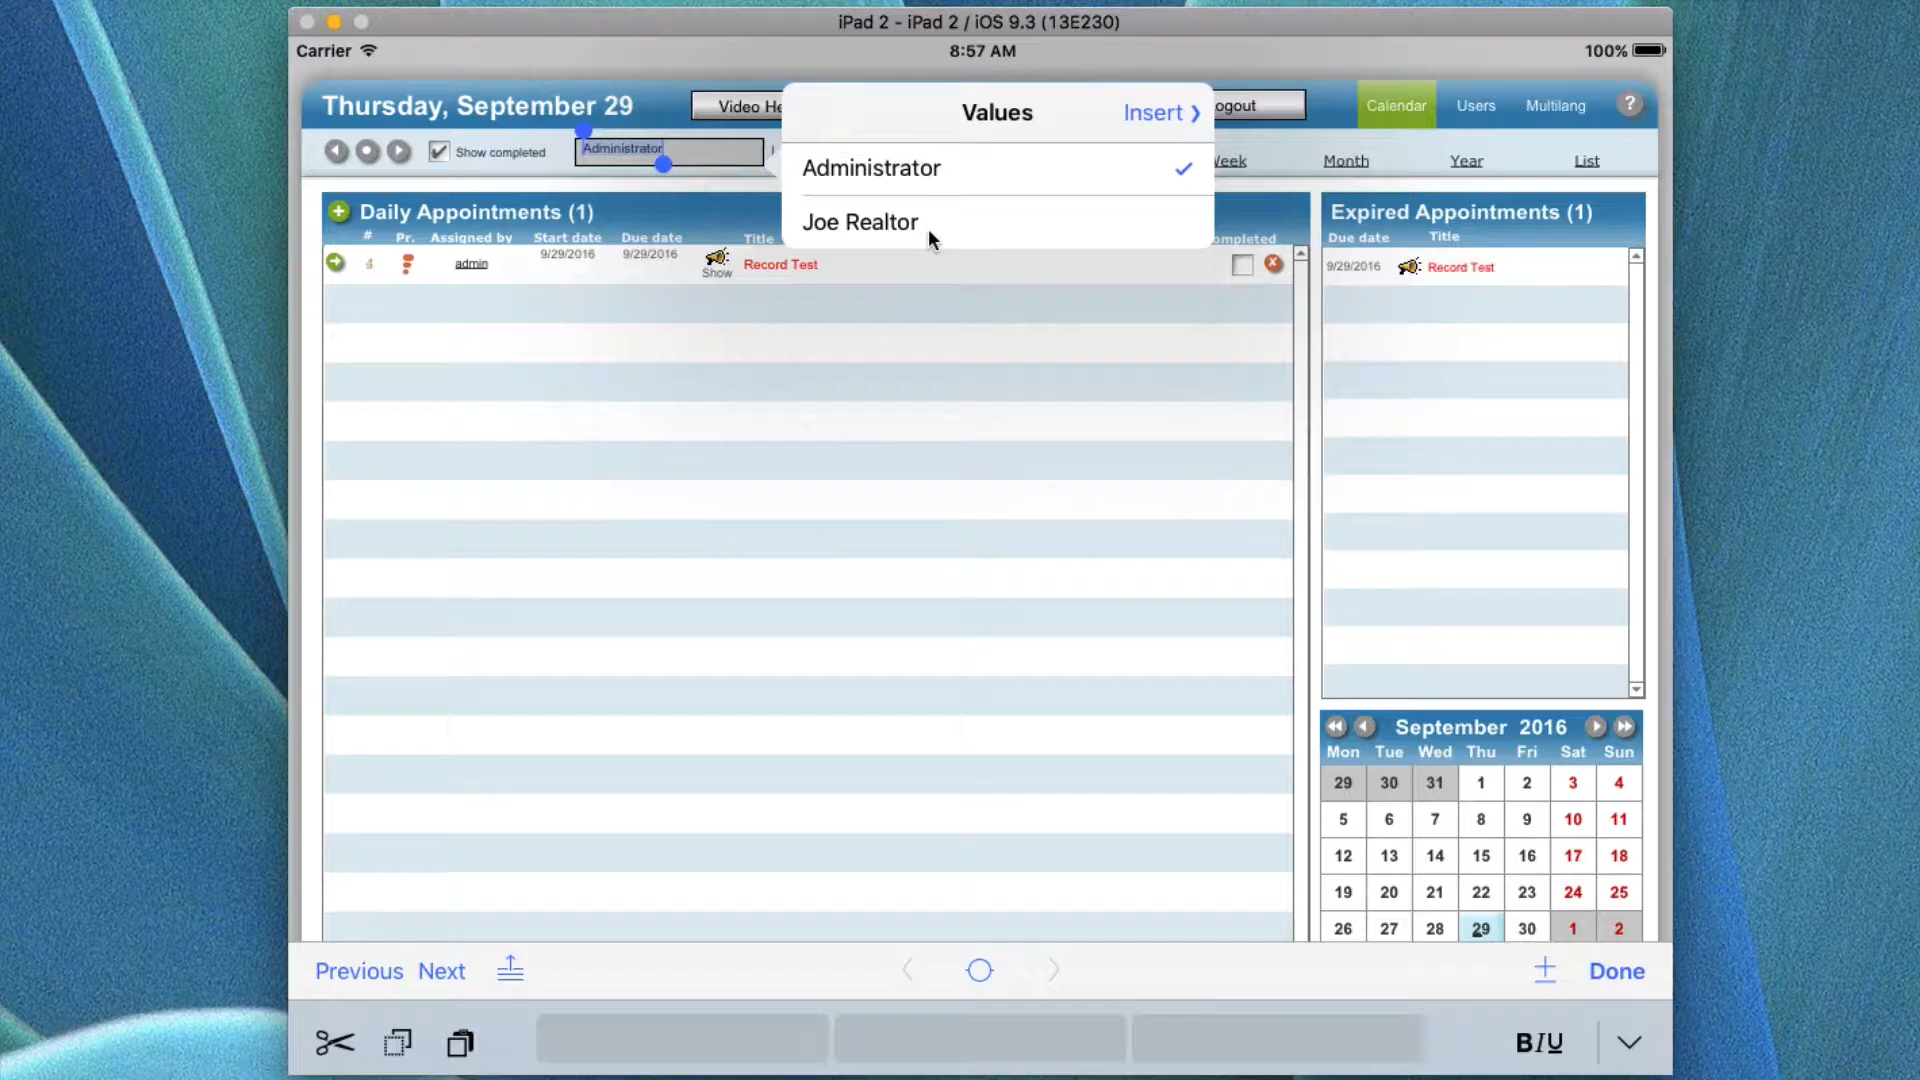 iPad 2 - iPad 2 / iOS 9.3 (13E230)
Carrier 8:57 AM 100%
Thursday, September 29
Video He
Values
Insert ❯
ogout
Calendar
Users
Multilang
?
Show completed
Administrator
Administrator
Joe Realtor
Week
Month
Year
List
Daily Appointments (1)
# Pr. Assigned by Start date Due date Title ompleted
4 admin 9/29/2016 9/29/2016 Show Record Test
Expired Appointments (1)
Due date Title
9/29/2016 Record Test
September 2016
Mon Tue Wed Thu Fri Sat Sun
29 30 31 1 2 3 4
5 6 7 8 9 10 11
12 13 14 15 16 17 18
19 20 21 22 23 24 25
26 27 28 29 30 1 2
Previous Next
Done
BIU